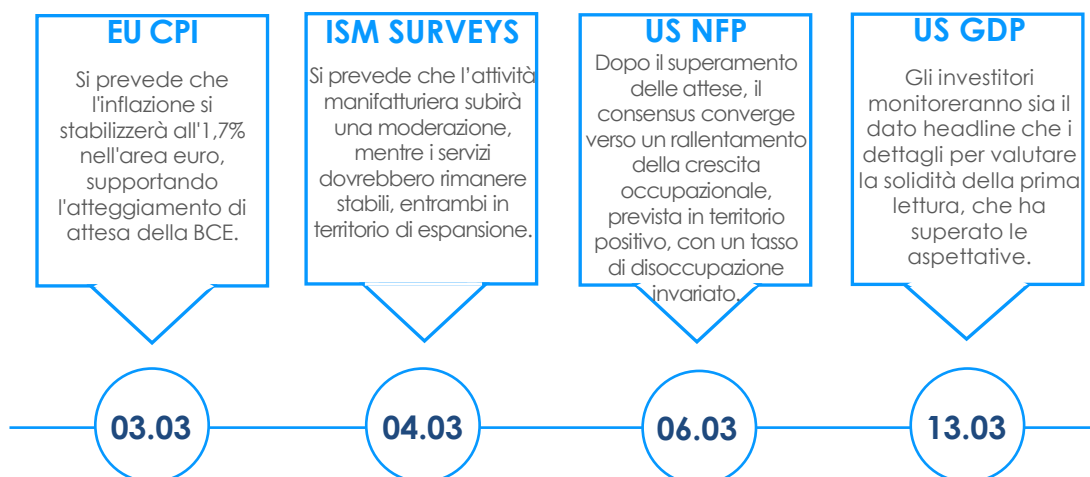 EU CPI
Si prevede che
l'inflazione si
stabilizzerà all'1,7%
nell'area euro,
supportando
l'atteggiamento di
attesa della BCE.
03.03
ISM SURVEYS
Si prevede che l’attività
manifatturiera subirà
una moderazione,
mentre i servizi
dovrebbero rimanere
stabili, entrambi in
territorio di espansione.
04.03
US NFP
Dopo il superamento
delle attese, il
consensus converge
verso un rallentamento
della crescita
occupazionale,
prevista in territorio
positivo, con un tasso
di disoccupazione
invariato.
06.03
US GDP
Gli investitori
monitoreranno sia il
dato headline che i
dettagli per valutare
la solidità della prima
lettura, che ha
superato le
aspettative.
13.03